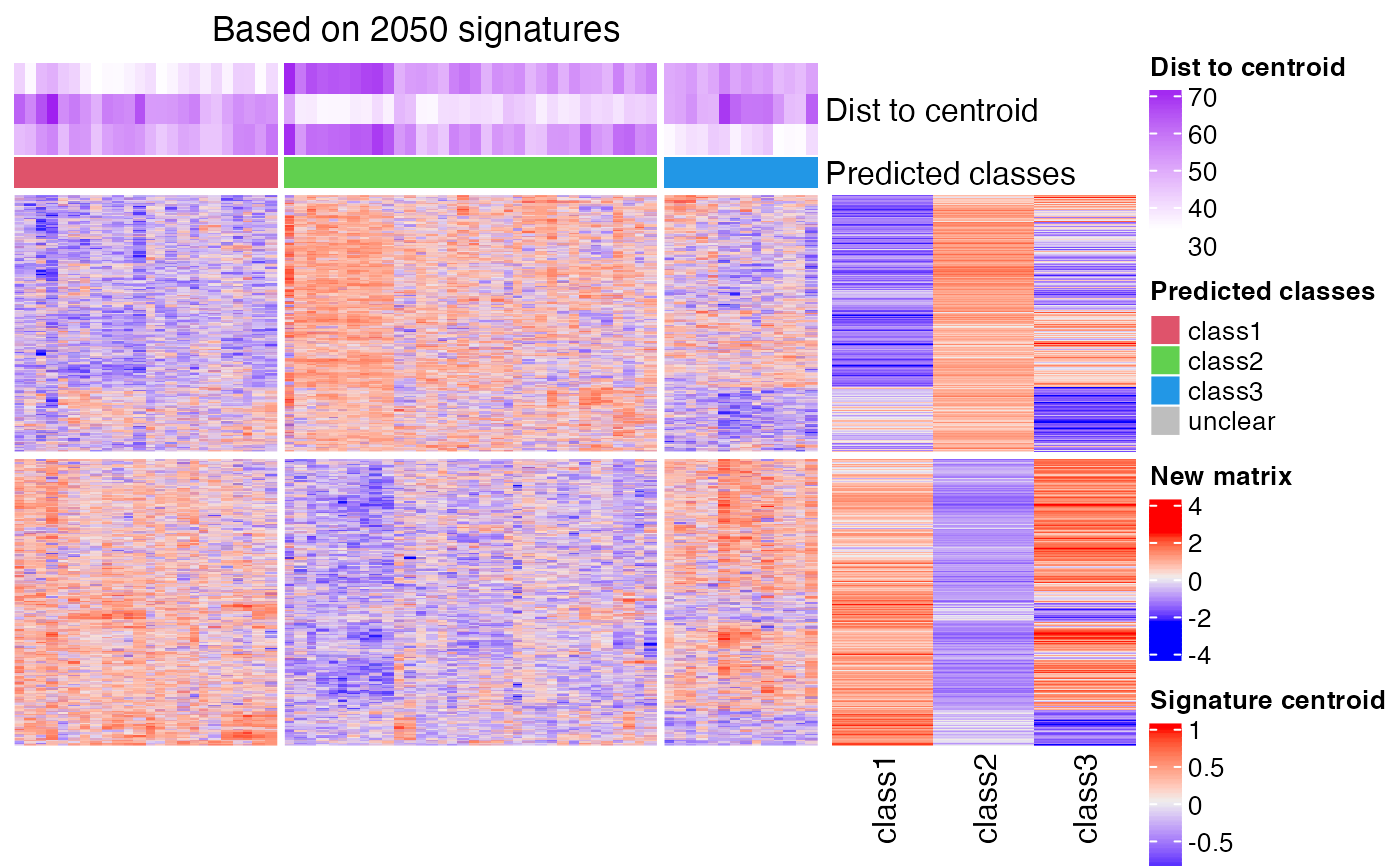 Based on 2050 signatures
Dist to centroid
Predicted classes
class1
class2
class3
Dist to centroid
70
60
50
40
30
Predicted classes
class1
class2
class3
unclear
New matrix
4
2
0
-2
-4
Signature centroid
1
0.5
0
-0.5